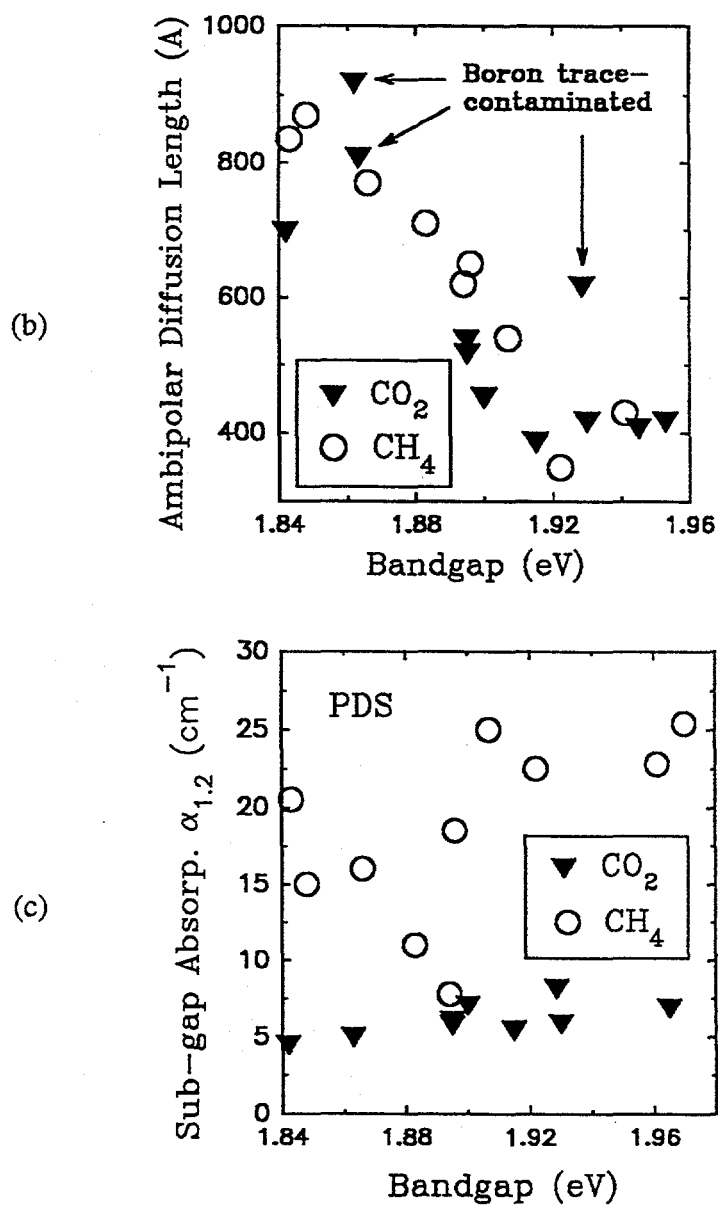 (b)
Ambipolar Diffusion Length (A)
1000
800
600
400
Boron trace-
contaminated
CO2
CH4
1.84 1.88 1.92 1.96
Bandgap (eV)
(c)
Sub-gap Absorp. α1.2 (cm−1)
30
25
20
15
10
5
0
PDS
CO2
CH4
1.84 1.88 1.92 1.96
Bandgap (eV)